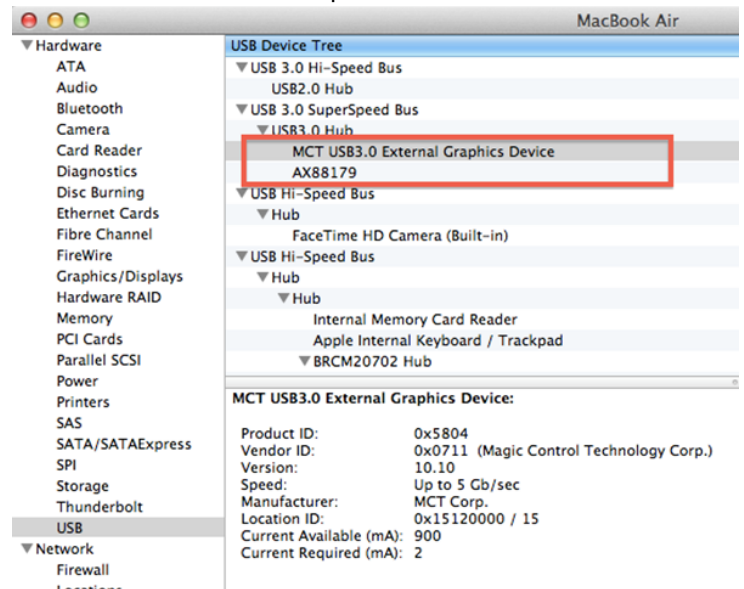 MacBook Air
Hardware
ATA
Audio
Bluetooth
Camera
Card Reader
Diagnostics
Disc Burning
Ethernet Cards
Fibre Channel
FireWire
Graphics/Displays
Hardware RAID
Memory
PCI Cards
Parallel SCSI
Power
Printers
SAS
SATA/SATAExpress
SPI
Storage
Thunderbolt
USB
Network
Firewall
Locations
USB Device Tree
USB 3.0 Hi-Speed Bus
USB2.0 Hub
USB 3.0 SuperSpeed Bus
USB3.0 Hub
MCT USB3.0 External Graphics Device
AX88179
USB Hi-Speed Bus
Hub
FaceTime HD Camera (Built-in)
USB Hi-Speed Bus
Hub
Hub
Internal Memory Card Reader
Apple Internal Keyboard / Trackpad
BRCM20702 Hub
MCT USB3.0 External Graphics Device:
Product ID: 0x5804
Vendor ID: 0x0711 (Magic Control Technology Corp.)
Version: 10.10
Speed: Up to 5 Gb/sec
Manufacturer: MCT Corp.
Location ID: 0x15120000 / 15
Current Available (mA): 900
Current Required (mA): 2